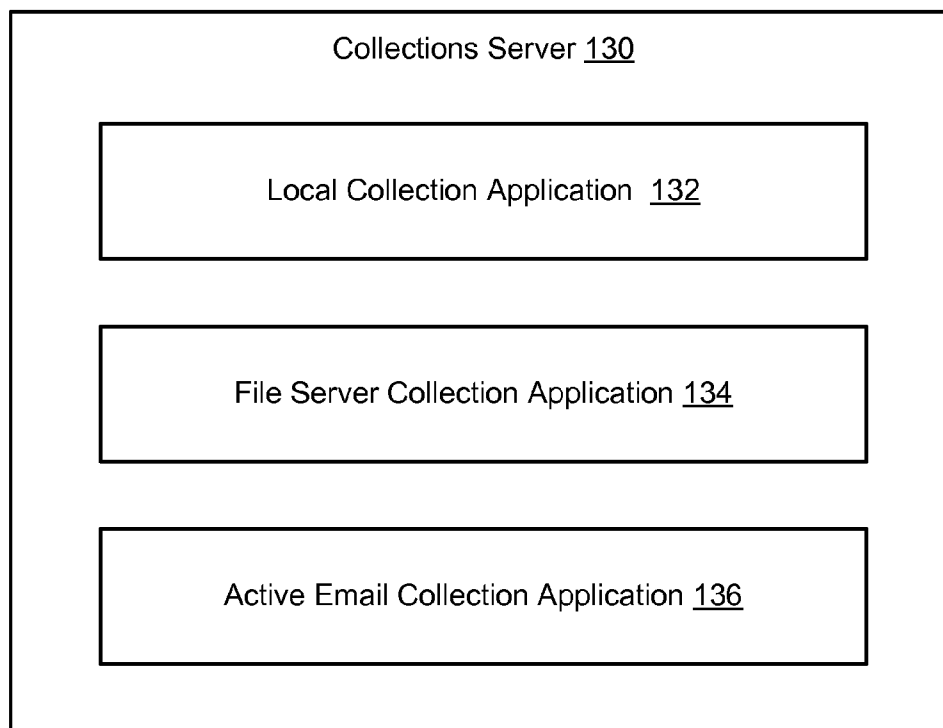 Collections Server 130
Local Collection Application 132
File Server Collection Application 134
Active Email Collection Application 136